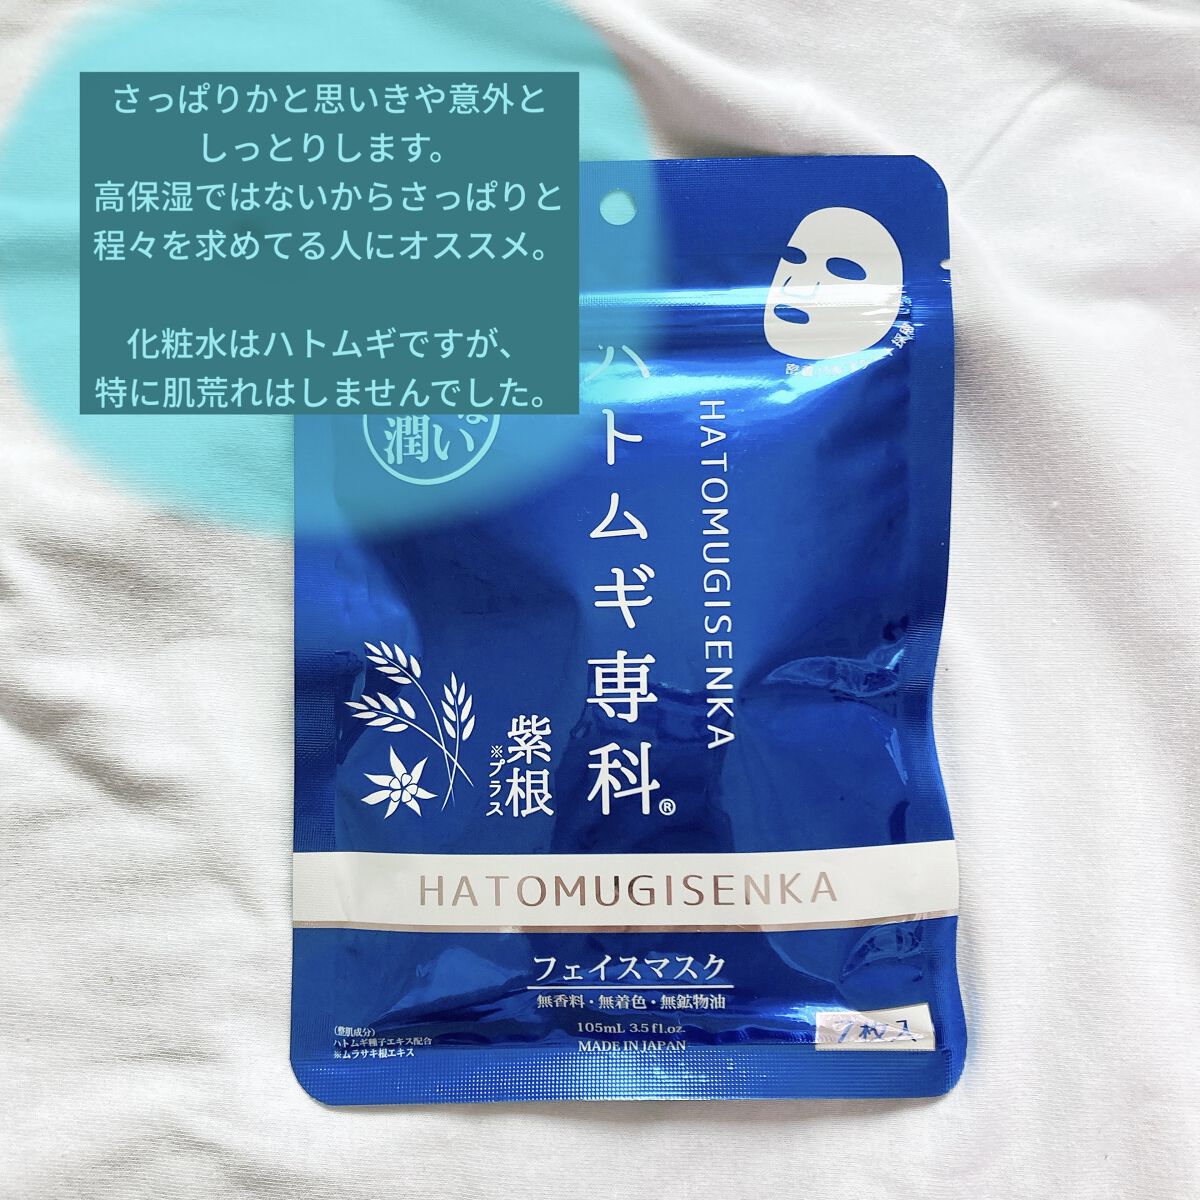 さっぱりかと思いきや意外と
しっとりします。
高保湿ではないからさっぱりと
程々を求めてる人にオススメ。
化粧水はハトムギですが、
特に肌荒れはしませんでした。
潤い
ハトムギ専科®
HATOMUGISENKA
紫根
※プラス
HATOMUGISENKA
フェイスマスク
無香料・無着色・無鉱物油
105mL 3.5fl.oz.
MADE IN JAPAN
7枚入
(整肌成分)
ハトムギ種子エキス配合
※ムラサキ根エキス